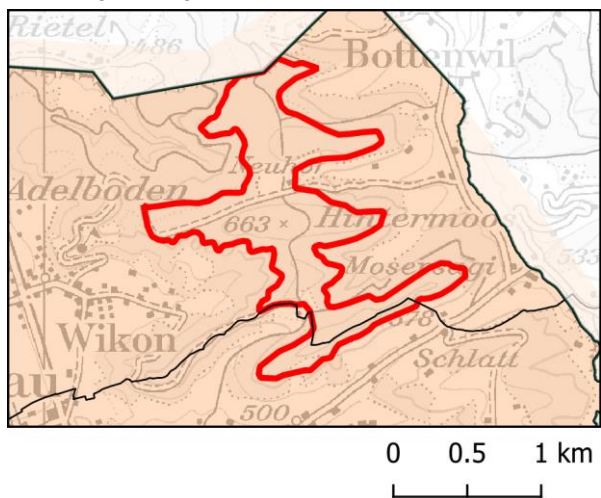 Rietel
486
Bottenwil
Neuhof
Adelboden
663
Hintermoos
533
Mosersagi
Wikon
578
Schlatt
au
500
0 0.5 1 km